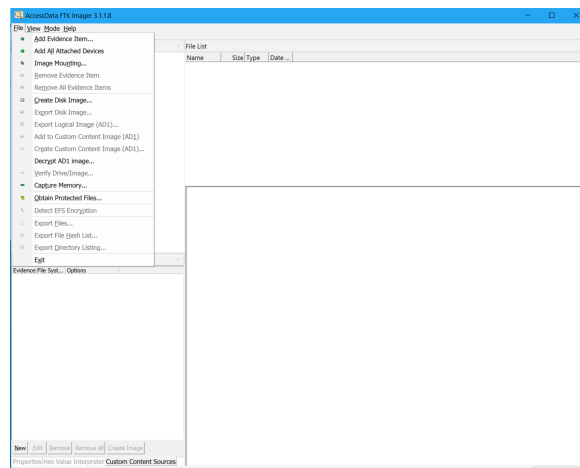 AccessData FTK Imager 3.1.1.8
File View Mode Help
Add Evidence Item...
Add All Attached Devices
Image Mounting...
Remove Evidence Item
Remove All Evidence Items
Create Disk Image...
Export Disk Image...
Export Logical Image (AD1)...
Add to Custom Content Image (AD1)
Create Custom Content Image (AD1)...
Decrypt AD1 image...
Verify Drive/Image...
Capture Memory...
Obtain Protected Files...
Detect EFS Encryption
Export Files...
Export File Hash List...
Export Directory Listing...
Exit
File List
Name Size Type Date ...
Evidence:File Syst... Options
New Edit Remove Remove All Create Image
Properties Hex Value Interpreter Custom Content Sources